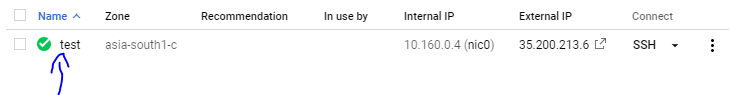 Name Zone Recommendation In use by Internal IP External IP Connect
test asia-south1-c 10.160.0.4 (nic0) 35.200.213.6 SSH